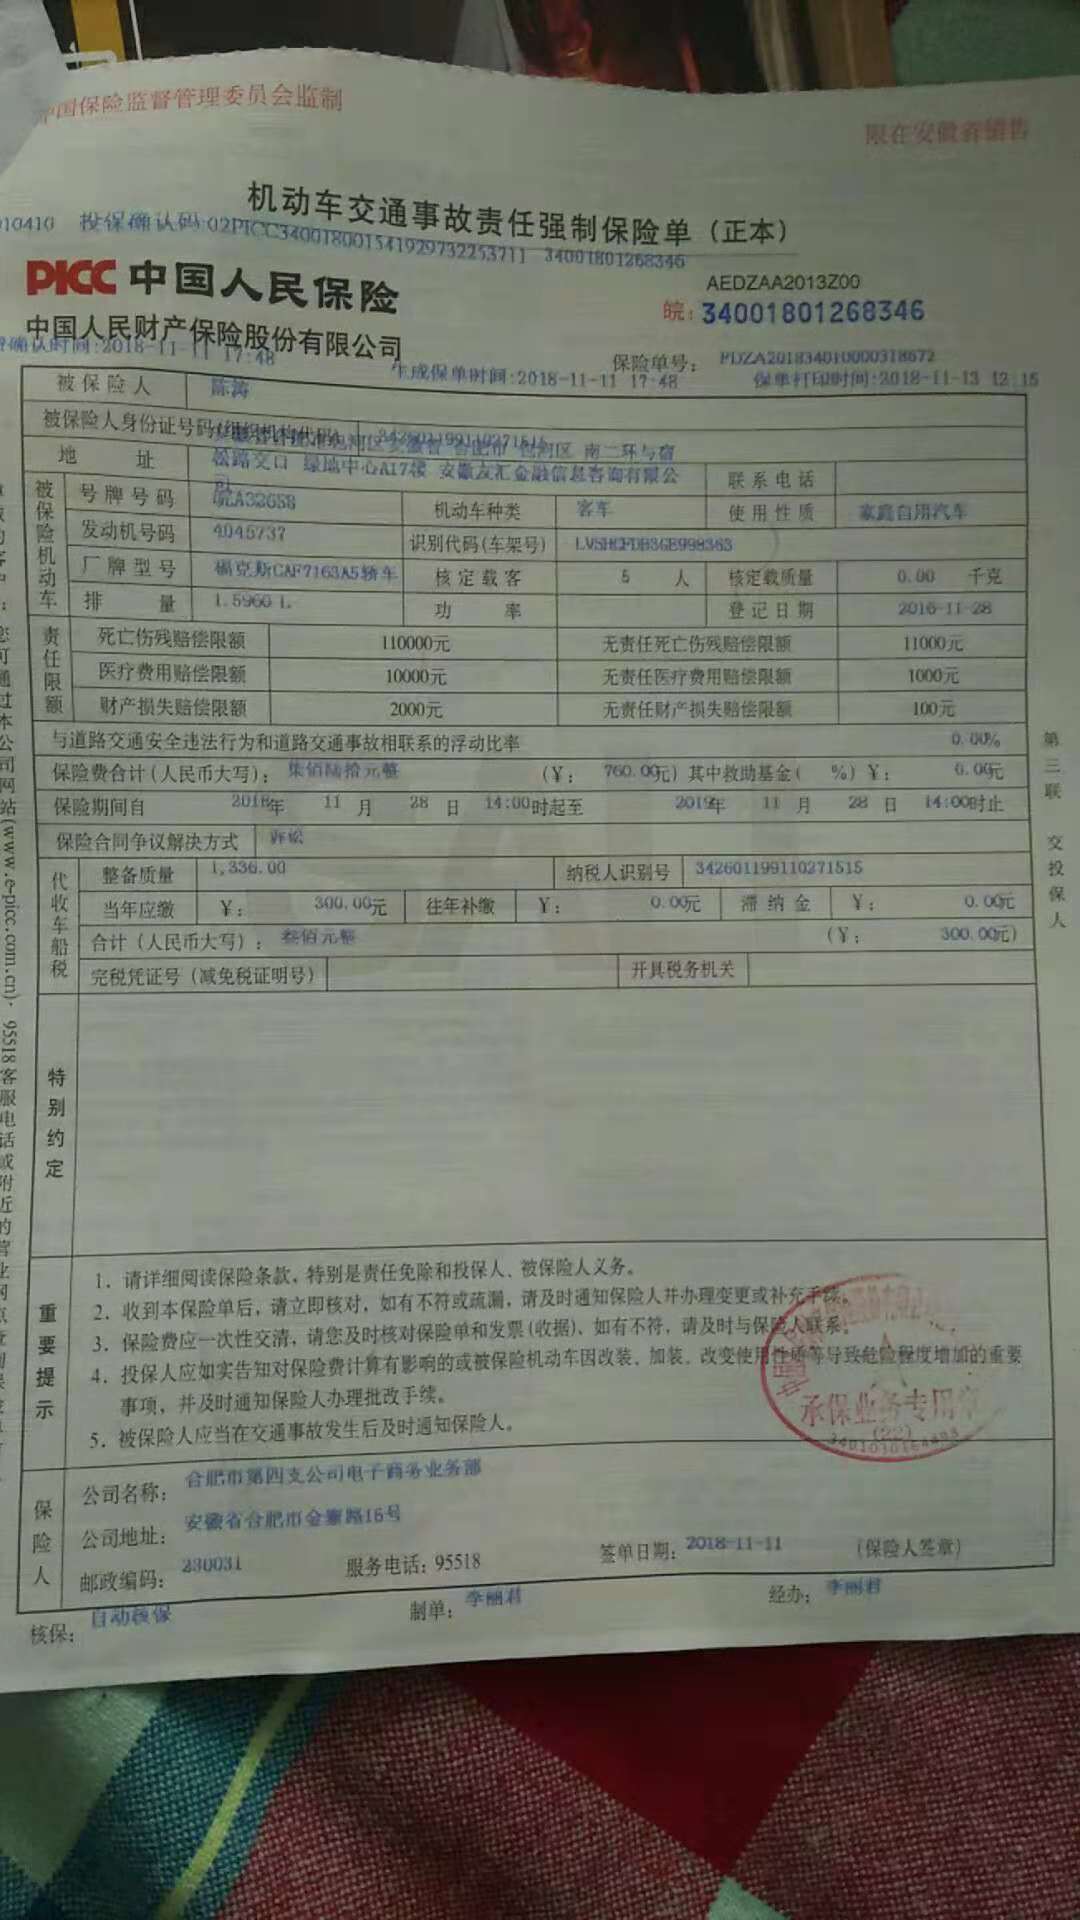 中国保险监督管理委员会监制
限在安徽省销售
机动车交通事故责任强制保险单（正本）
投保确认码:02PICC340018001541929732253711 34001801268346
PICC 中国人民保险
AEDZAA2013Z00
皖：34001801268346
中国人民财产保险股份有限公司
确认时间:2018-11-11 17:48
生成保单时间:2018-11-11 17:48
保险单号： PDZA201834010000318672
保单打印时间:2018-11-13 12:15
被保险人 陈涛
被保险人身份证号码(组织机构代码)
地 址 包河区 南二环与宿
松路交口 绿地中心A17楼 安徽友汇金融信息咨询有限公
联系电话
被保险机动车
号牌号码 皖A32658 机动车种类 客车 使用性质 家庭自用汽车
发动机号码 4045737 识别代码(车架号)
厂牌型号 福克斯CAF7163A5轿车 核定载客 5 人 核定载质量 0.00 千克
排 量 1.5960 L 功 率 登记日期 2016-11-28
责任限额
死亡伤残赔偿限额 110000元 无责任死亡伤残赔偿限额 11000元
医疗费用赔偿限额 10000元 无责任医疗费用赔偿限额 1000元
财产损失赔偿限额 2000元 无责任财产损失赔偿限额 100元
与道路交通安全违法行为和道路交通事故相联系的浮动比率 0.00%
保险费合计(人民币大写)： 柒佰陆拾元整 （¥： 760.00元）其中救助基金（ %）¥： 0.00元
保险期间自 2018年 11 月 28 日 14:00时起至 2019年 11 月 28 日 14:00时止
保险合同争议解决方式 诉讼
代收车船税
整备质量 1,336.00 纳税人识别号 342601199110271515
当年应缴 ¥： 300.00元 往年补缴 ¥： 0.00元 滞纳金 ¥： 0.00元
合计（人民币大写）： 叁佰元整 （¥： 300.00元）
完税凭证号（减免税证明号） 开具税务机关
特别约定
重要提示
1．请详细阅读保险条款，特别是责任免除和投保人、被保险人义务。
2．收到本保险单后，请立即核对，如有不符或疏漏，请及时通知保险人并办理变更或补充手续。
3．保险费应一次性交清，请您及时核对保险单和发票(收据)，如有不符，请及时与保险人联系。
4．投保人应如实告知对保险费计算有影响的或被保险机动车因改装、加装、改变使用性质等导致危险程度增加的重要
事项，并及时通知保险人办理批改手续。
5．被保险人应当在交通事故发生后及时通知保险人。
承保业务专用章
(22)
保险人
公司名称： 合肥市第四支公司电子商务业务部
公司地址： 安徽省合肥市金寨路16号
邮政编码： 230031 服务电话：95518 签单日期： 2018-11-11 （保险人签章）
核保： 自动核保 制单： 李丽君 经办： 李丽君
第三联 交投保人
公司网站(www.e-picc.com.cn)、95518客服电话或附近的营业网点